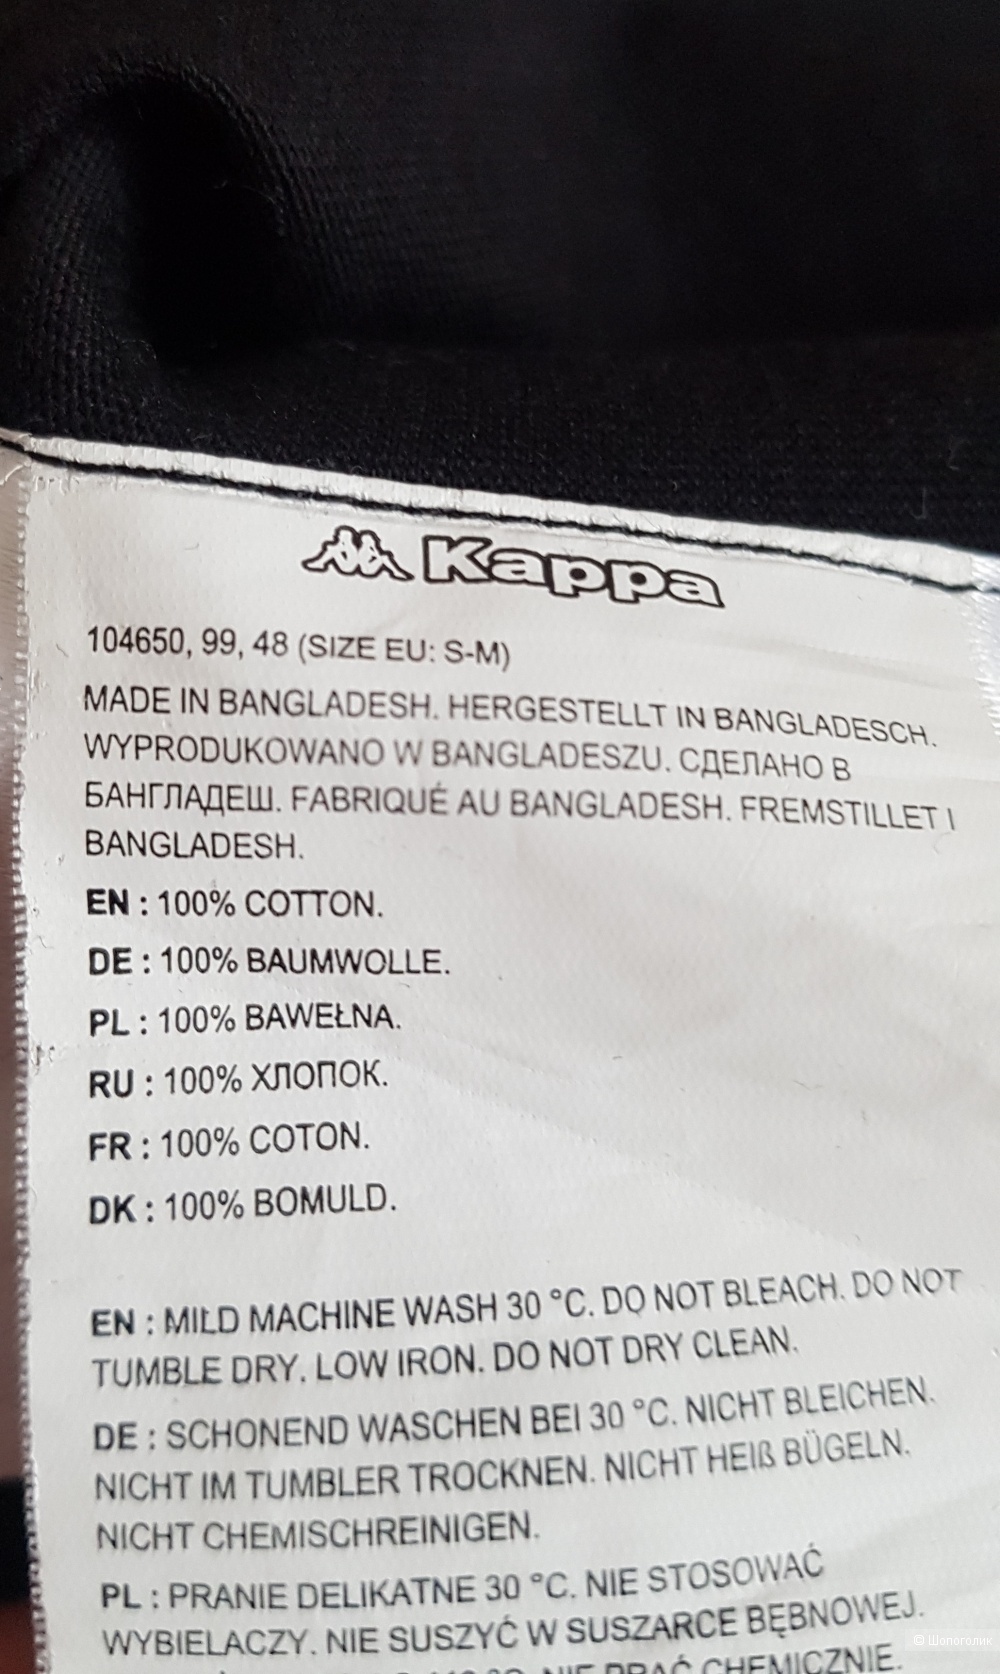 Kappa
104650, 99, 48 (SIZE EU: S-M)
MADE IN BANGLADESH. HERGESTELLT IN BANGLADESCH.
WYPRODUKOWANO W BANGLADESZU. СДЕЛАНО В
БАНГЛАДЕШ. FABRIQUÉ AU BANGLADESH. FREMSTILLET I
BANGLADESH.
EN : 100% COTTON.
DE : 100% BAUMWOLLE.
PL : 100% BAWEŁNA.
RU : 100% ХЛОПОК.
FR : 100% COTON.
DK : 100% BOMULD.
EN : MILD MACHINE WASH 30 °C. DO NOT BLEACH. DO NOT
TUMBLE DRY. LOW IRON. DO NOT DRY CLEAN.
DE : SCHONEND WASCHEN BEI 30 °C. NICHT BLEICHEN.
NICHT IM TUMBLER TROCKNEN. NICHT HEIß BÜGELN.
NICHT CHEMISCHREINIGEN.
PL : PRANIE DELIKATNE 30 °C. NIE STOSOWAĆ
WYBIELACZY. NIE SUSZYĆ W SUSZARCE BĘBNOWEJ.
NIE PRAĆ CHEMICZNIE.
© Шопоголик